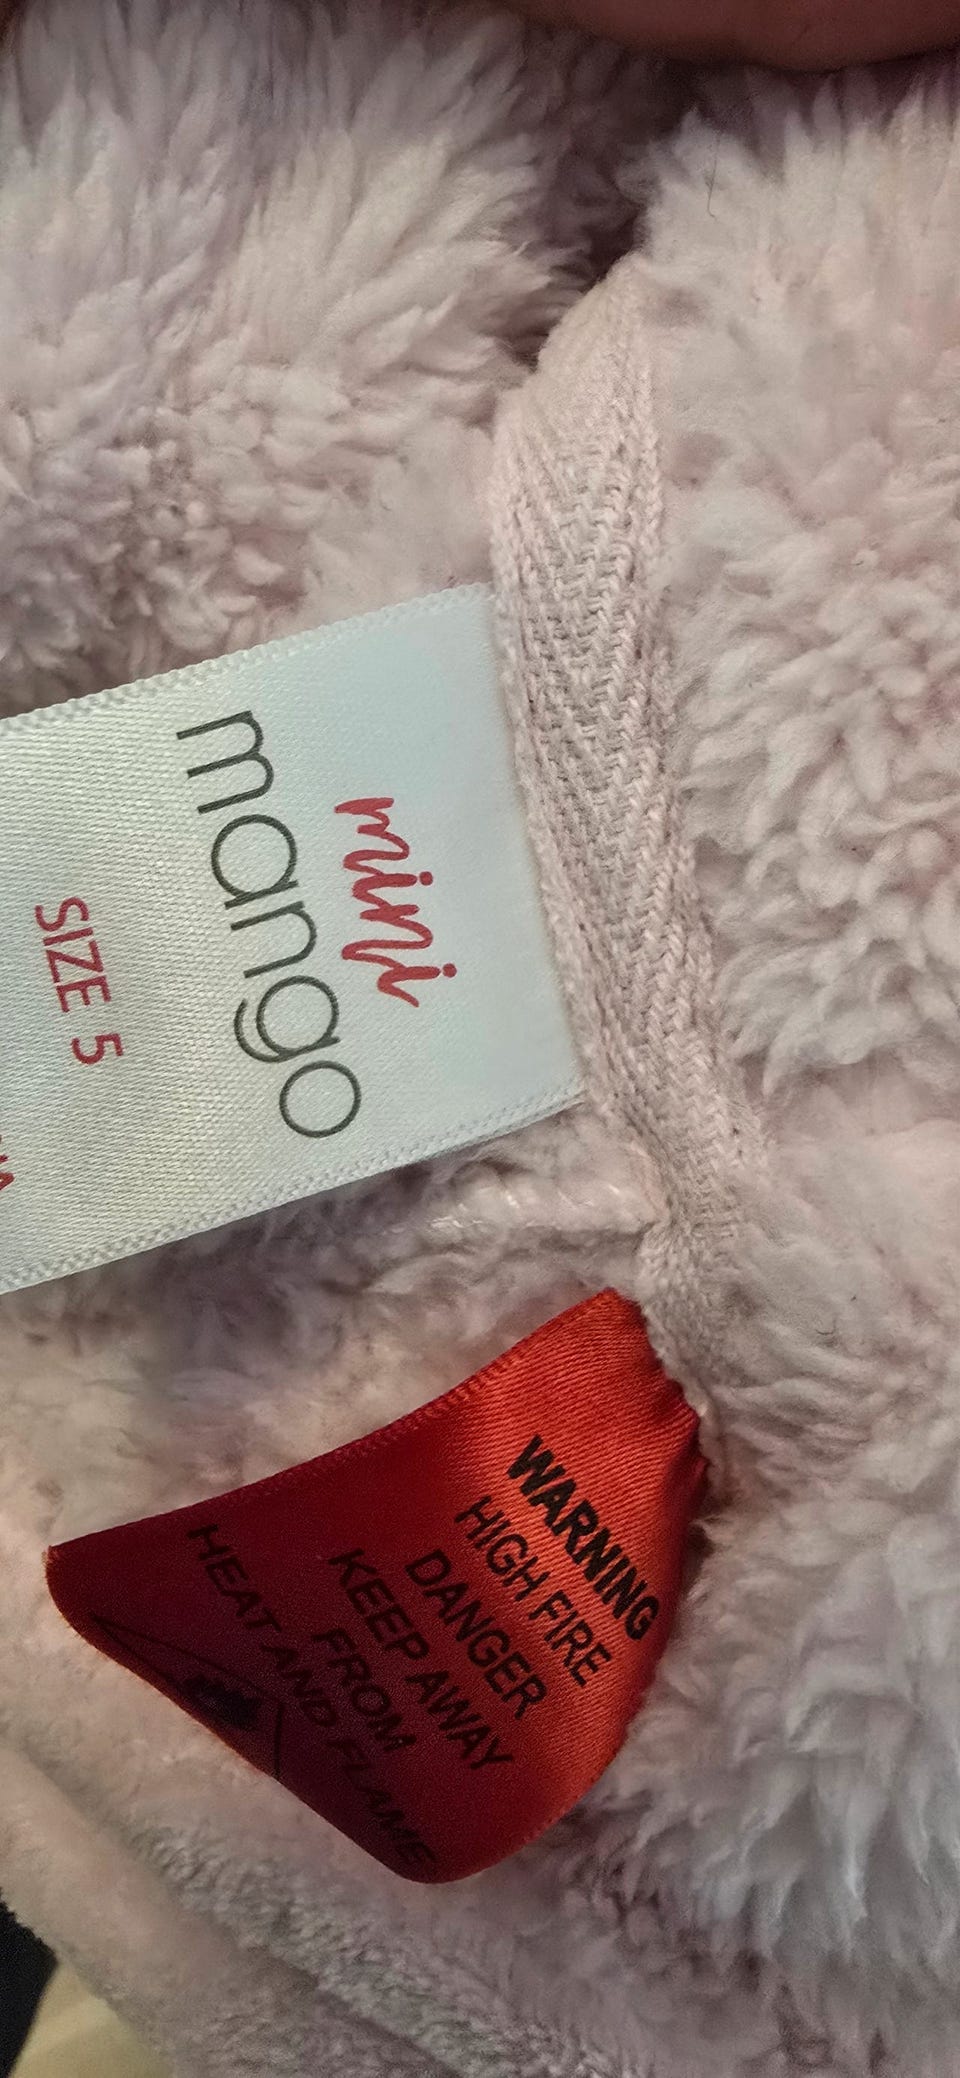 mini
mango
SIZE 5
WARNING
HIGH FIRE
DANGER
KEEP AWAY
FROM
HEAT AND FLAME